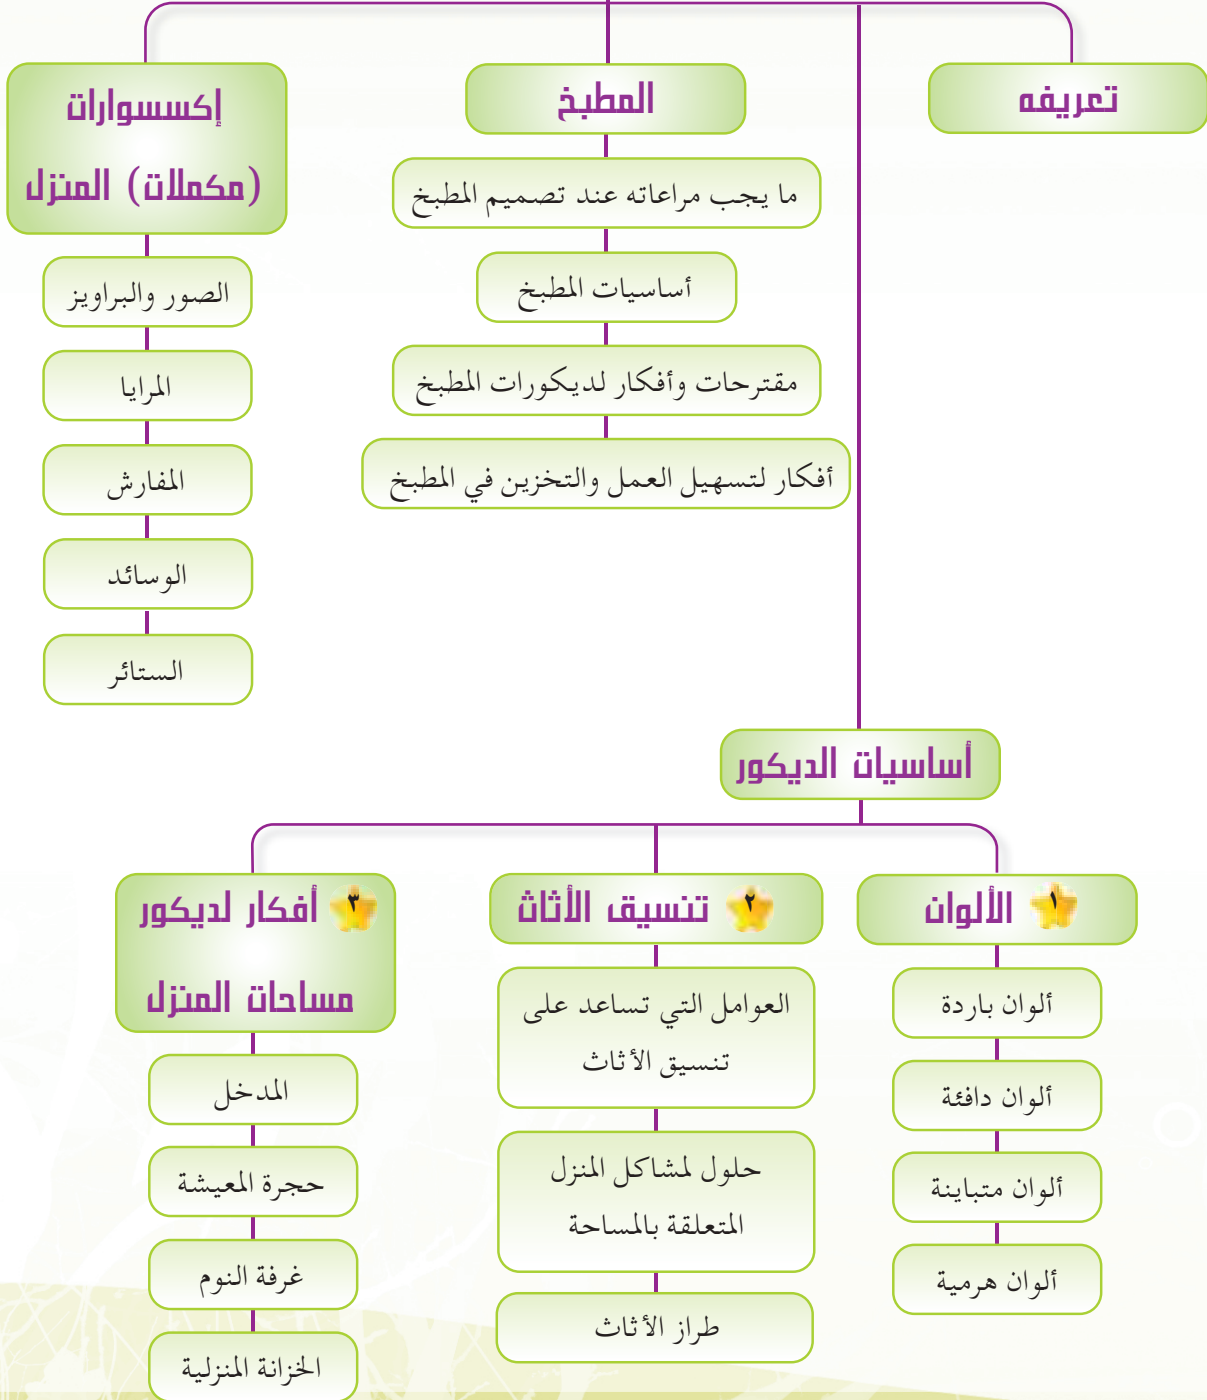 تعريفه
المطبخ
ما يجب مراعاته عند تصميم المطبخ
أساسيات المطبخ
مقترحات وأفكار لديكورات المطبخ
أفكار لتسهيل العمل والتخزين في المطبخ
إكسسوارات
(مكملات) المنزل
الصور والبراويز
المرايا
المفارش
الوسائد
الستائر
أساسيات الديكور
١ الألوان
ألوان باردة
ألوان دافئة
ألوان متباينة
ألوان هرمية
٢ تنسيق الأثاث
العوامل التي تساعد على
تنسيق الأثاث
حلول لمشاكل المنزل
المتعلقة بالمساحة
طراز الأثاث
٣ أفكار لديكور
مساحات المنزل
المدخل
حجرة المعيشة
غرفة النوم
الخزانة المنزلية